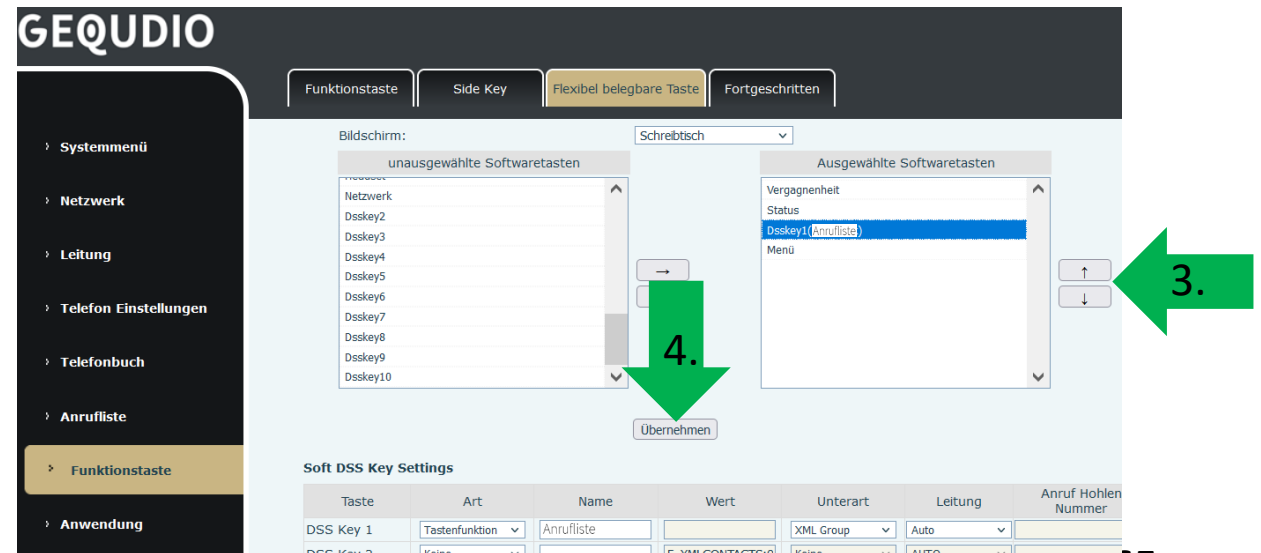 GEQUDIO
Funktionstaste Side Key Flexibel belegbare Taste Fortgeschritten
Systemmenü
Netzwerk
Leitung
Telefon Einstellungen
Telefonbuch
Anrufliste
Funktionstaste
Anwendung
Bildschirm: Schreibtisch
unausgewählte Softwaretasten
Netzwerk
Dsskey2
Dsskey3
Dsskey4
Dsskey5
Dsskey6
Dsskey7
Dsskey8
Dsskey9
Dsskey10
→
Ausgewählte Softwaretasten
Vergagnenheit
Status
Dsskey1(Anrufliste)
Menü
↑
↓
3.
4.
Übernehmen
Soft DSS Key Settings
Taste Art Name Wert Unterart Leitung Anruf Hohlen Nummer
DSS Key 1 Tastenfunktion Anrufliste XML Group Auto